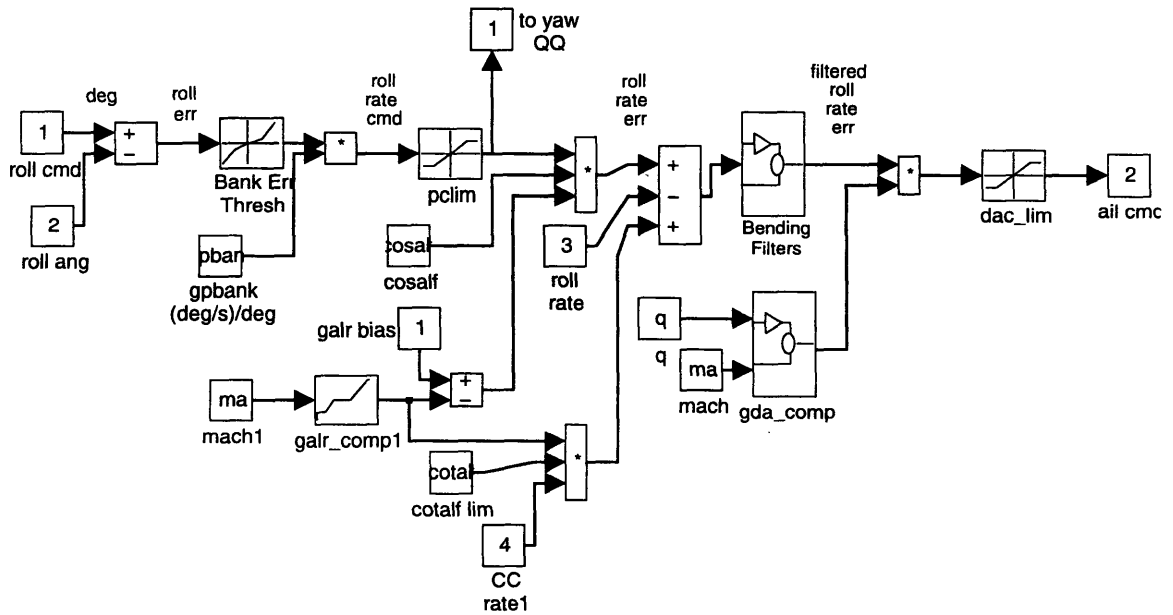 1
to yaw
QQ
deg
roll
err
roll
rate
cmd
roll
rate
err
filtered
roll
rate
err
1
roll cmd
+
−
Bank Err
Thresh
*
pclim
*
+
−
+
Bending
Filters
*
dac_lim
2
ail cmd
2
roll ang
pban
gpbank
(deg/s)/deg
cosal
cosalf
3
roll
rate
galr bias
1
q
q
ma
mach
gda_comp
ma
mach1
galr_comp1
+
−
cotal
cotalf lim
*
4
CC
rate1